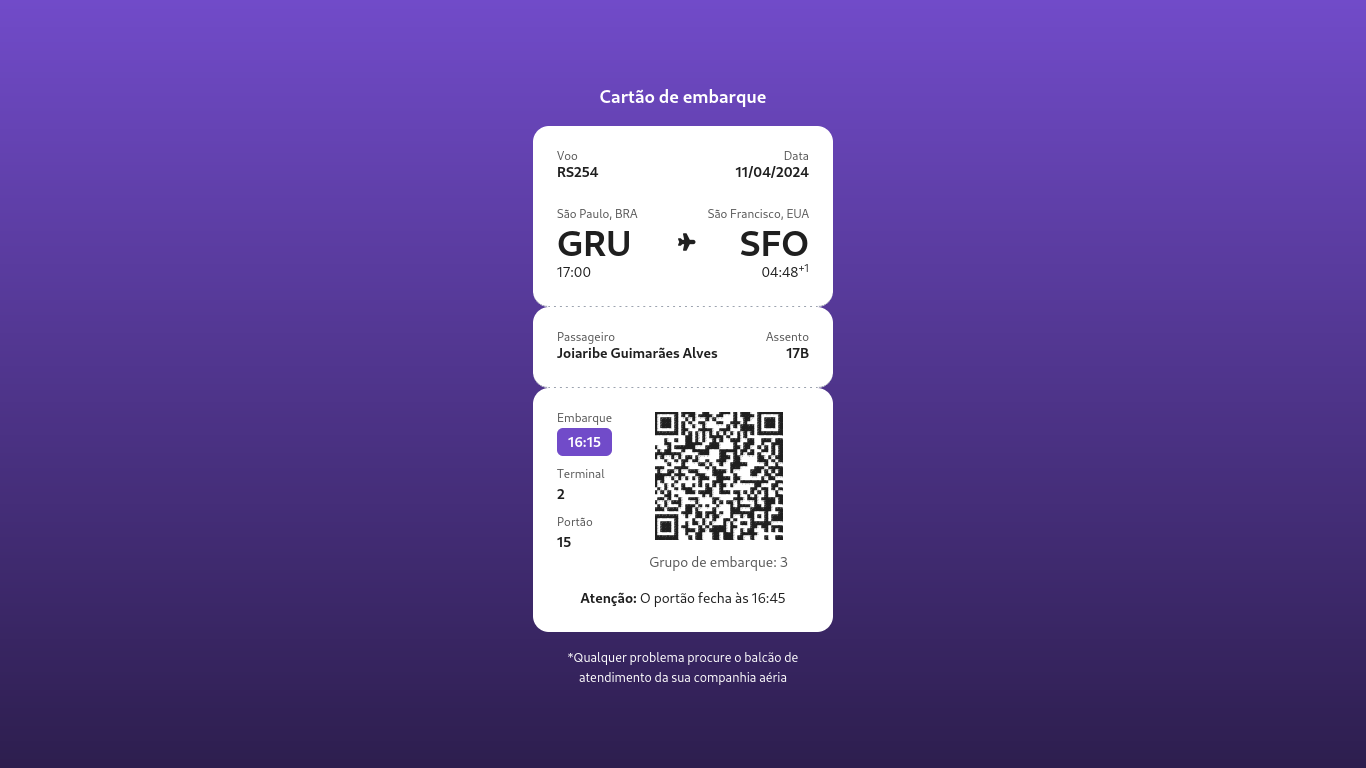 Cartão de embarque
Voo
Data
RS254
11/04/2024
São Paulo, BRA
São Francisco, EUA
GRU
SFO
17:00
04:48+1
Passageiro
Assento
Joiaribe Guimarães Alves
17B
Embarque
16:15
Terminal
2
Portão
15
Grupo de embarque: 3
Atenção: O portão fecha às 16:45
*Qualquer problema procure o balcão de
atendimento da sua companhia aéria